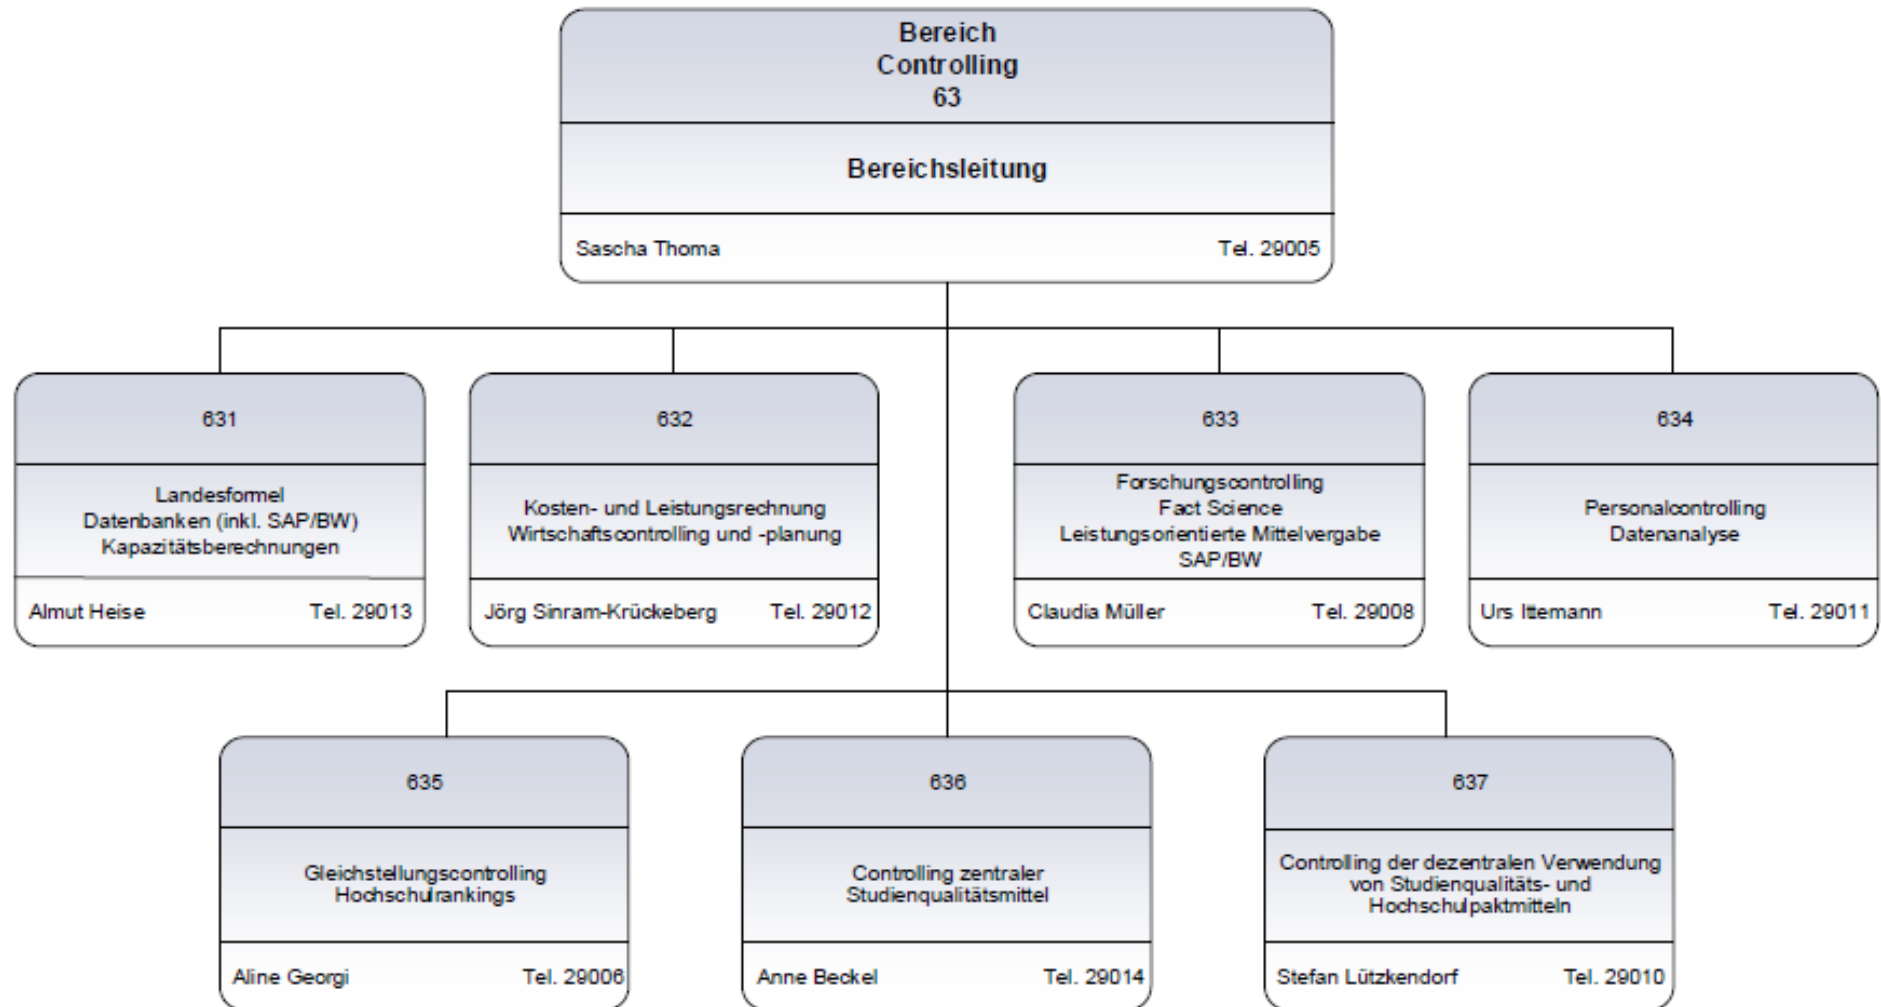 Bereich
Controlling
63
Bereichsleitung
Sascha Thoma Tel. 29005
631
Landesformel
Datenbanken (inkl. SAP/BW)
Kapazitätsberechnungen
Almut Heise Tel. 29013
632
Kosten- und Leistungsrechnung
Wirtschaftscontrolling und -planung
Jörg Sinram-Krückeberg Tel. 29012
633
Forschungscontrolling
Fact Science
Leistungsorientierte Mittelvergabe
SAP/BW
Claudia Müller Tel. 29008
634
Personalcontrolling
Datenanalyse
Urs Ittemann Tel. 29011
635
Gleichstellungscontrolling
Hochschulrankings
Aline Georgi Tel. 29006
636
Controlling zentraler
Studienqualitätsmittel
Anne Beckel Tel. 29014
637
Controlling der dezentralen Verwendung
von Studienqualitäts- und
Hochschulpaktmitteln
Stefan Lützkendorf Tel. 29010